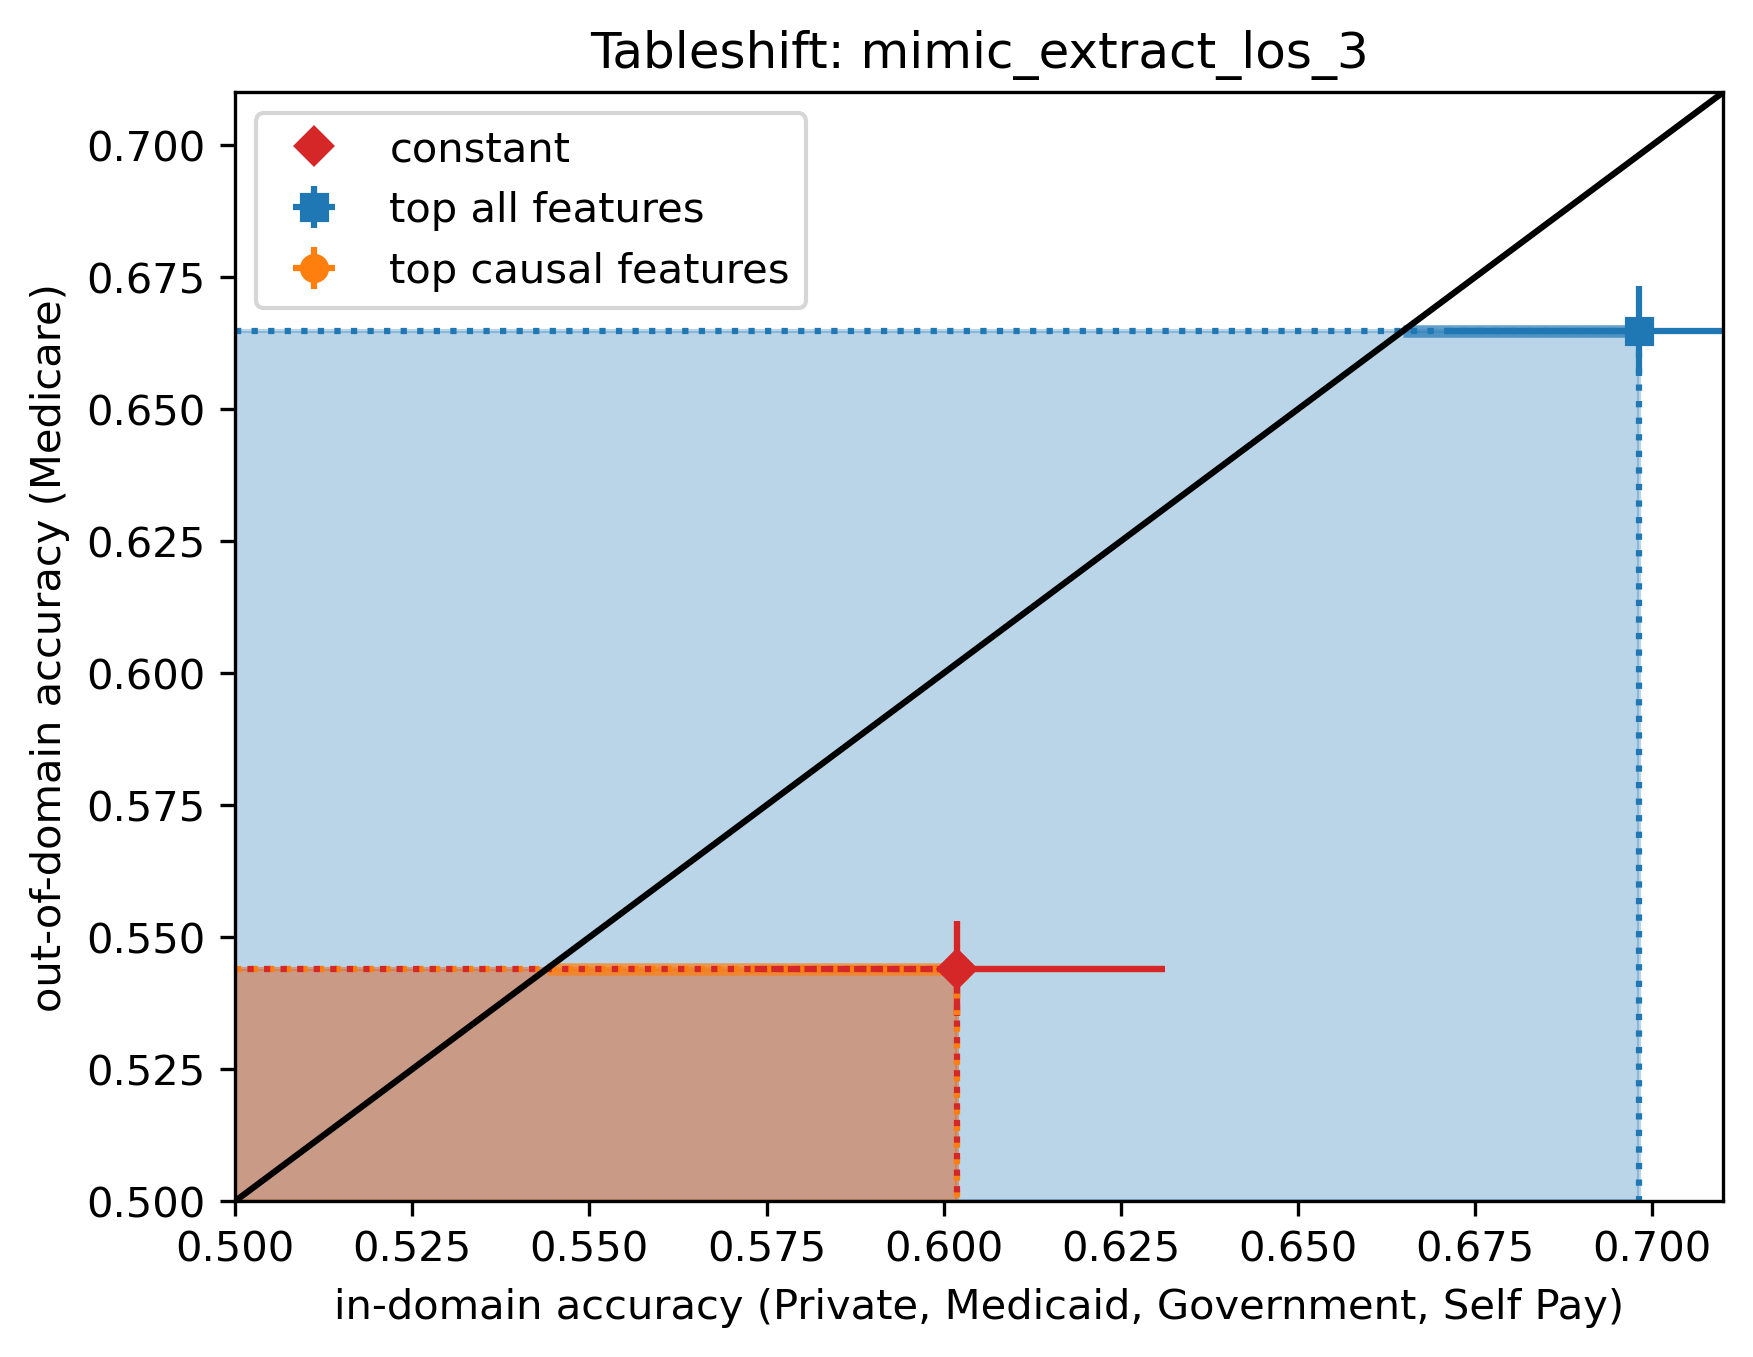 Tableshift: mimic_extract_los_3
constant
top all features
top causal features
0.700
0.675
0.650
0.625
0.600
0.575
0.550
0.525
0.500
out-of-domain accuracy (Medicare)
0.500 0.525 0.550 0.575 0.600 0.625 0.650 0.675 0.700
in-domain accuracy (Private, Medicaid, Government, Self Pay)